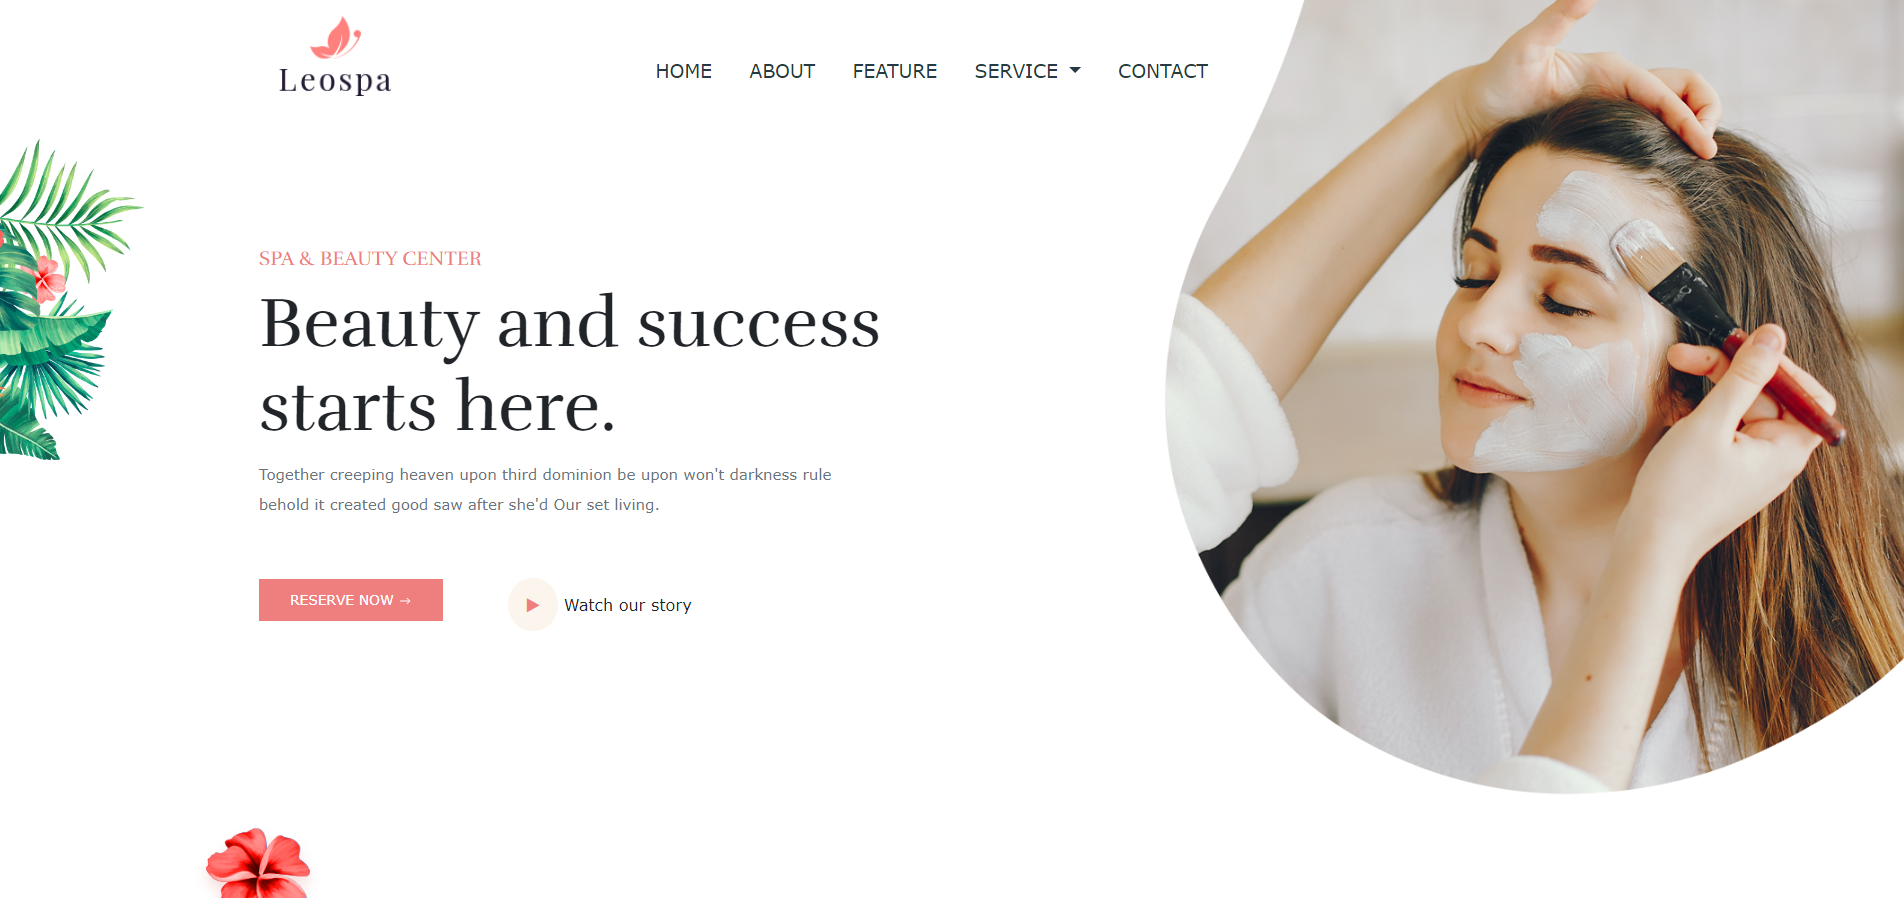 Leospa
HOME ABOUT FEATURE SERVICE CONTACT
SPA & BEAUTY CENTER
Beauty and success
starts here.
Together creeping heaven upon third dominion be upon won't darkness rule
behold it created good saw after she'd Our set living.
RESERVE NOW →
Watch our story